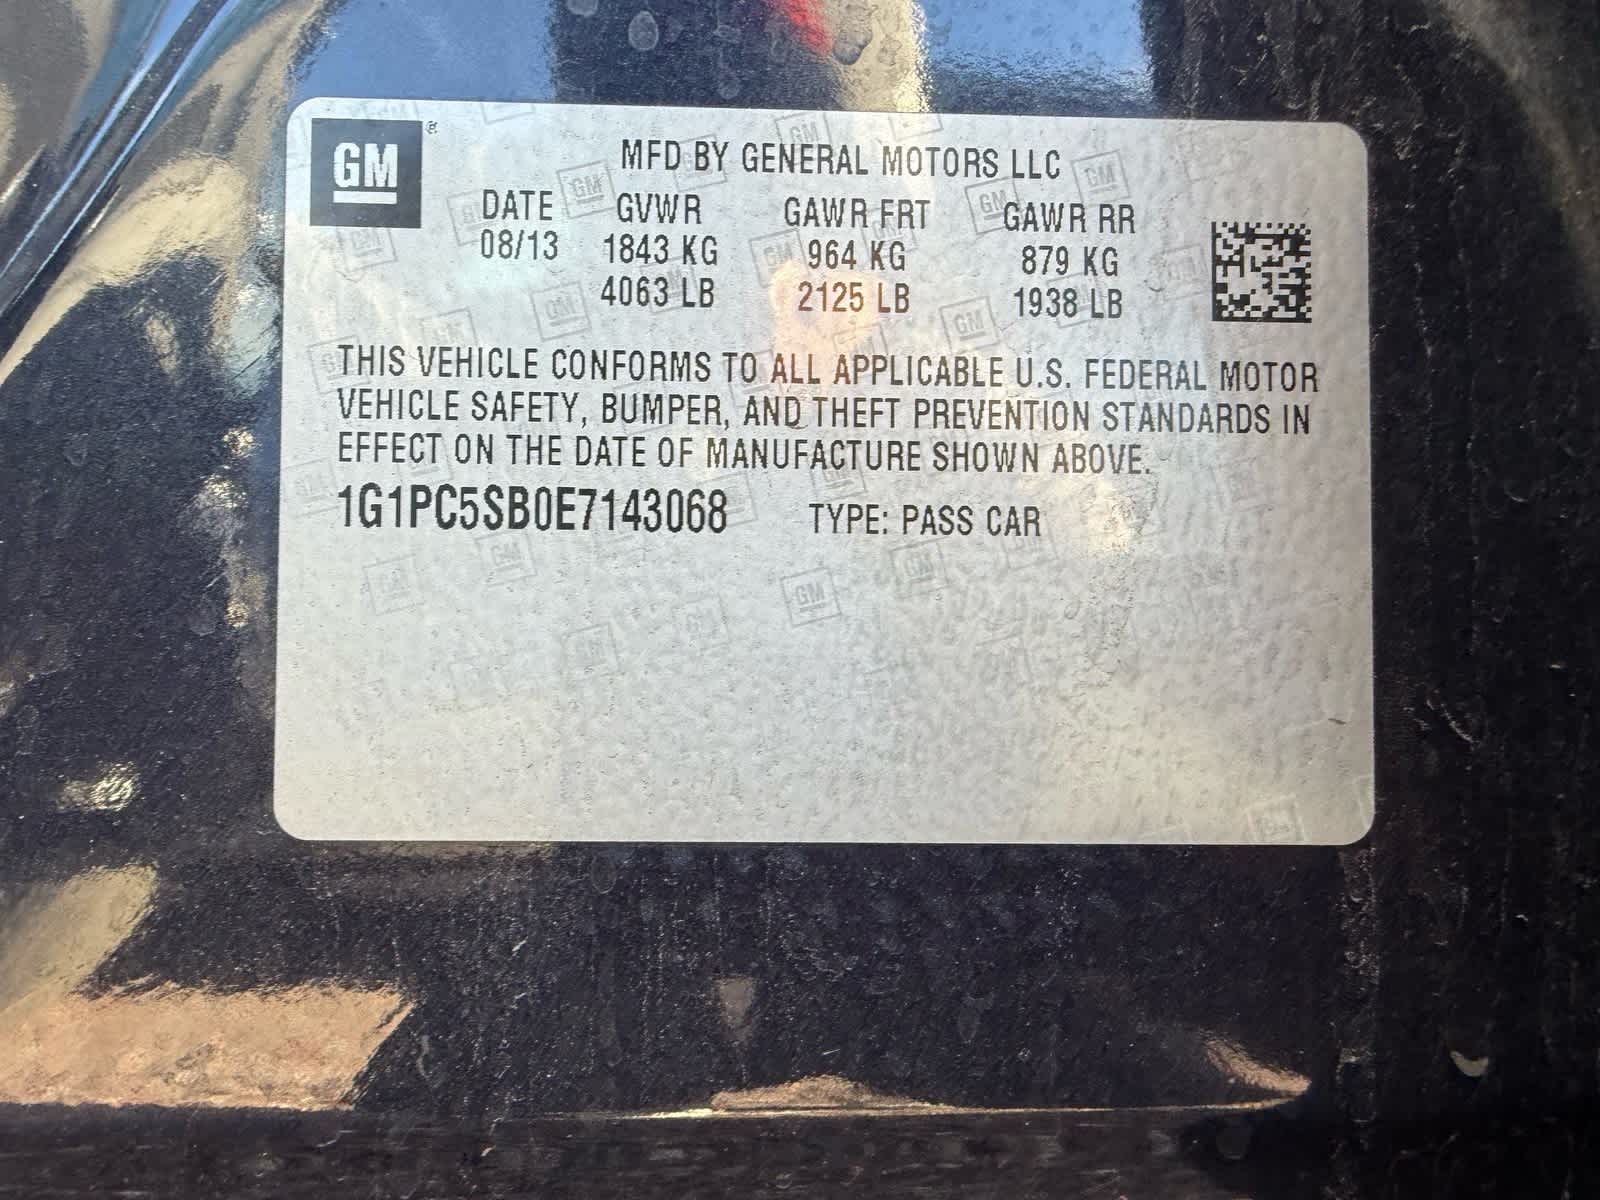 GM
MFD BY GENERAL MOTORS LLC
DATE GVWR GAWR FRT GAWR RR
08/13 1843 KG 964 KG 879 KG
4063 LB 2125 LB 1938 LB
THIS VEHICLE CONFORMS TO ALL APPLICABLE U.S. FEDERAL MOTOR
VEHICLE SAFETY, BUMPER, AND THEFT PREVENTION STANDARDS IN
EFFECT ON THE DATE OF MANUFACTURE SHOWN ABOVE.
1G1PC5SB0E7143068 TYPE: PASS CAR